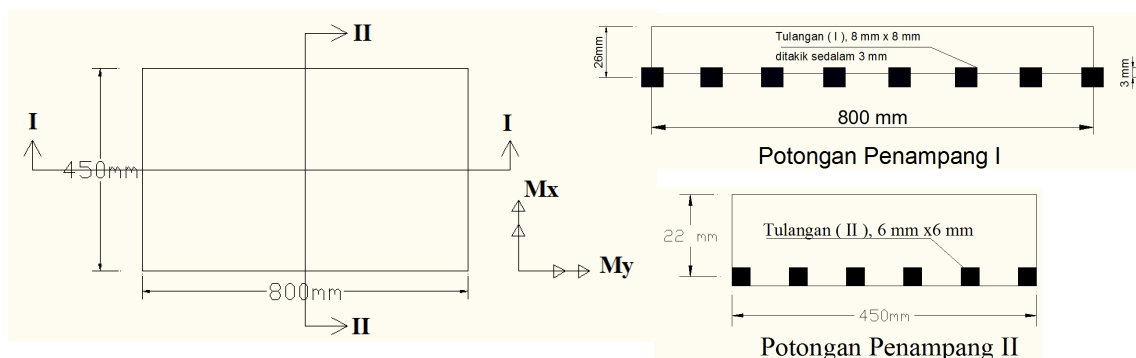 II
I
I
450mm
Mx
My
800mm
II
26mm
Tulangan ( I ), 8 mm x 8 mm
ditakik sedalam 3 mm
3 mm
800 mm
Potongan Penampang I
22 mm
Tulangan ( II ), 6 mm x6 mm
450mm
Potongan Penampang II